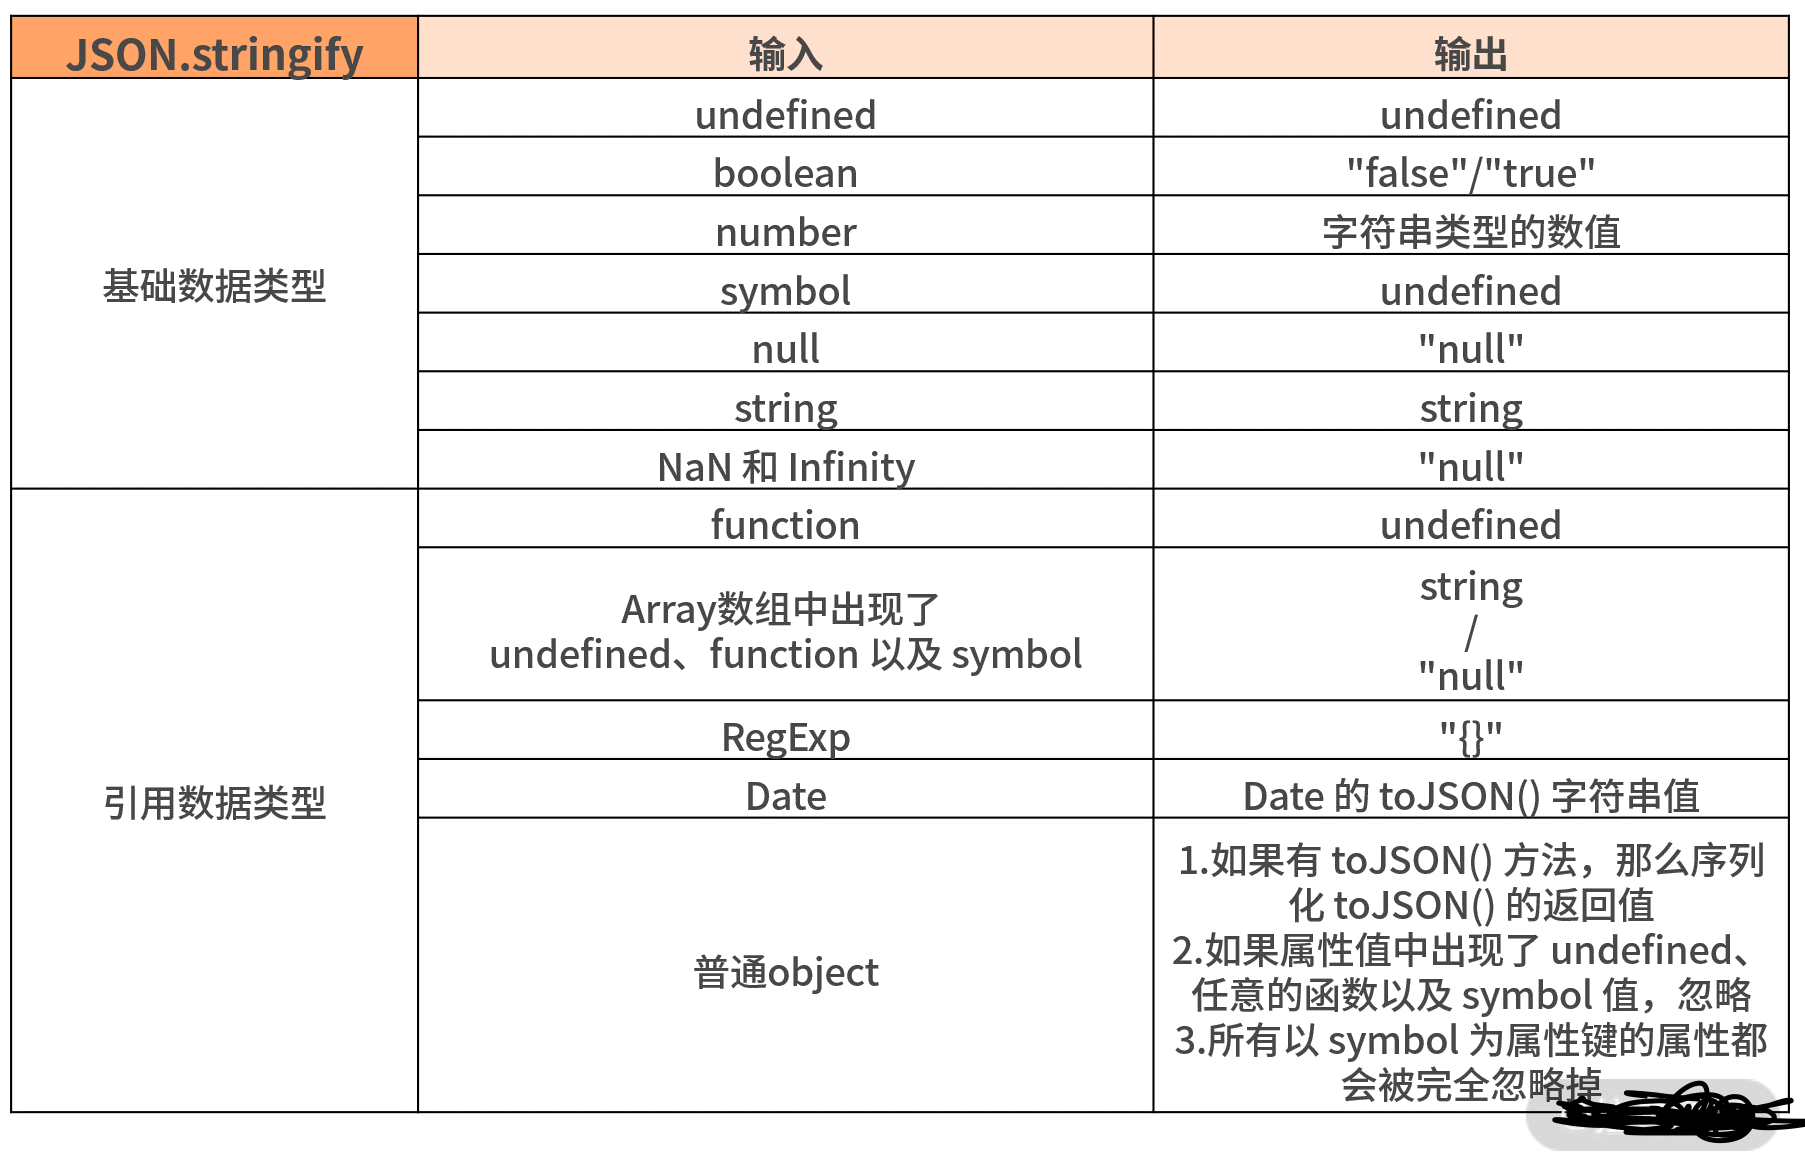 JSON.stringify 输入 输出
基础数据类型
undefined undefined
boolean "false"/"true"
number 字符串类型的数值
symbol undefined
null "null"
string string
NaN 和 Infinity "null"
引用数据类型
function undefined
Array数组中出现了
undefined、function 以及 symbol
string
/
"null"
RegExp "{}"
Date Date 的 toJSON() 字符串值
普通object
1.如果有 toJSON() 方法，那么序列
化 toJSON() 的返回值
2.如果属性值中出现了 undefined、
任意的函数以及 symbol 值，忽略
3.所有以 symbol 为属性键的属性都
会被完全忽略掉